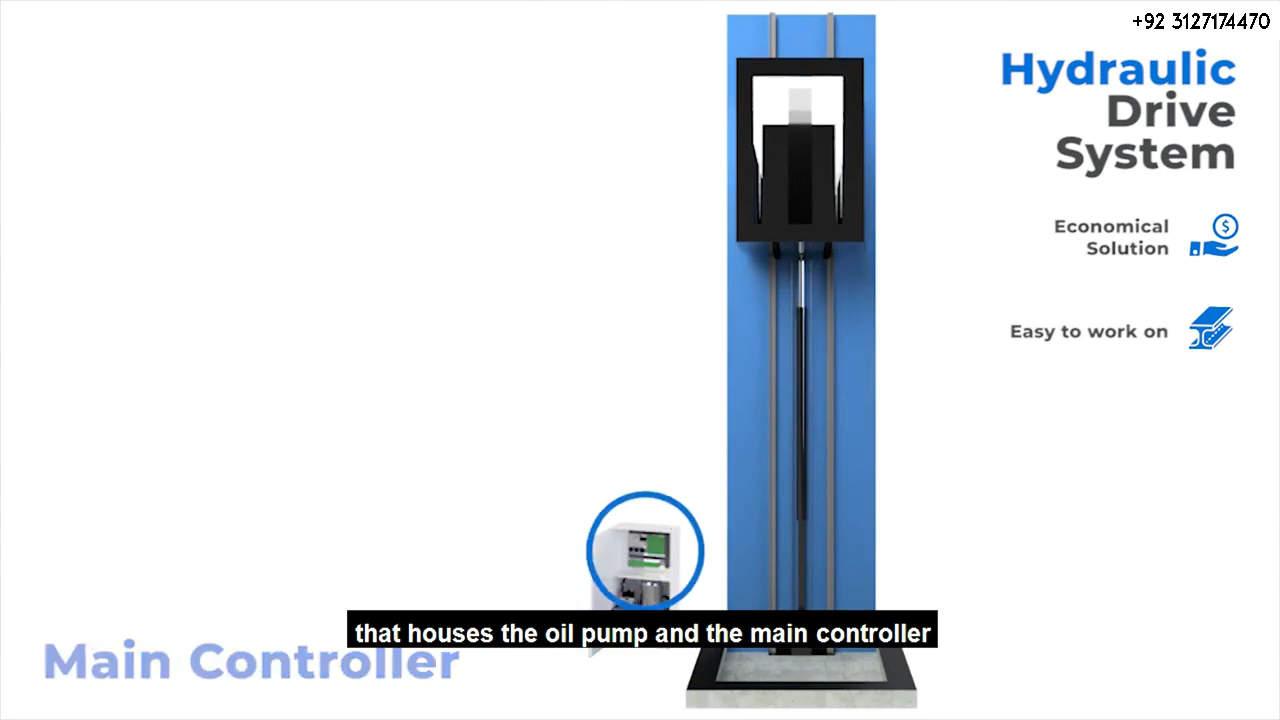 +92 3127174470
Hydraulic
Drive
System
Economical
Solution
$
Easy to work on
that houses the oil pump and the main controller
Main Controller